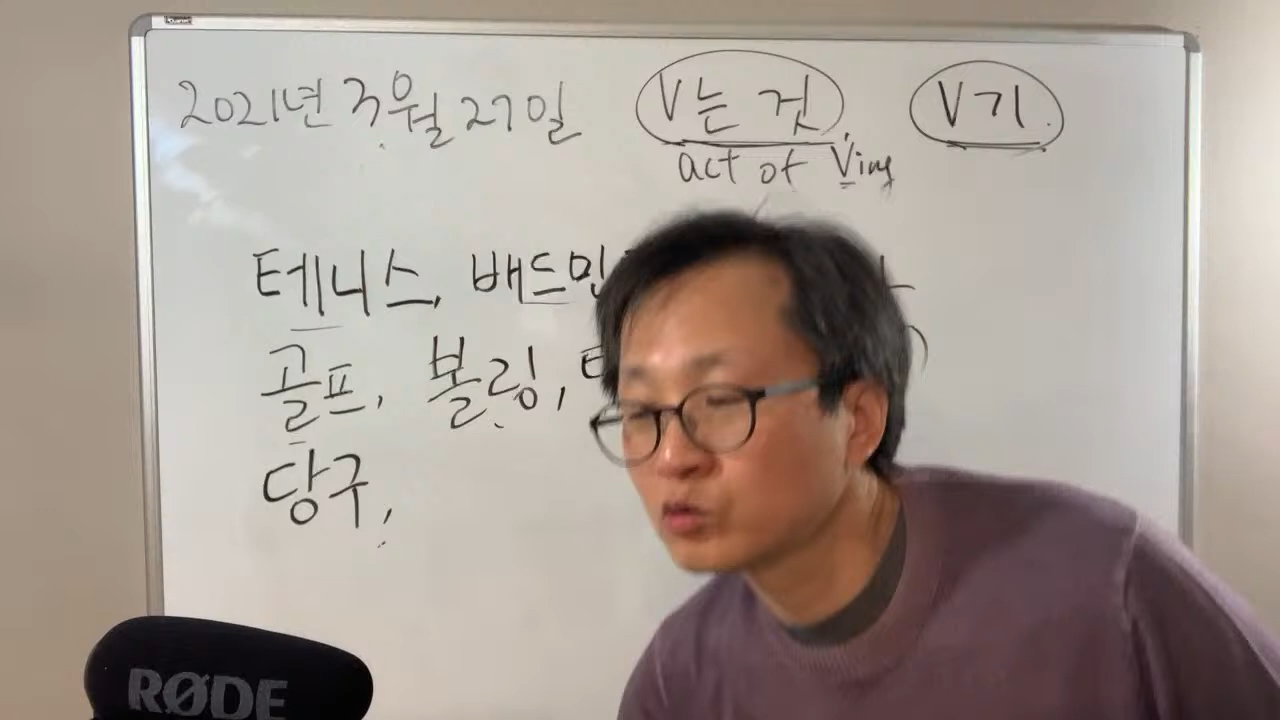 2021년 3월 27일 V는 것, V기
act of Ving
테니스, 배드민
골프, 볼링,
당구,
RØDE